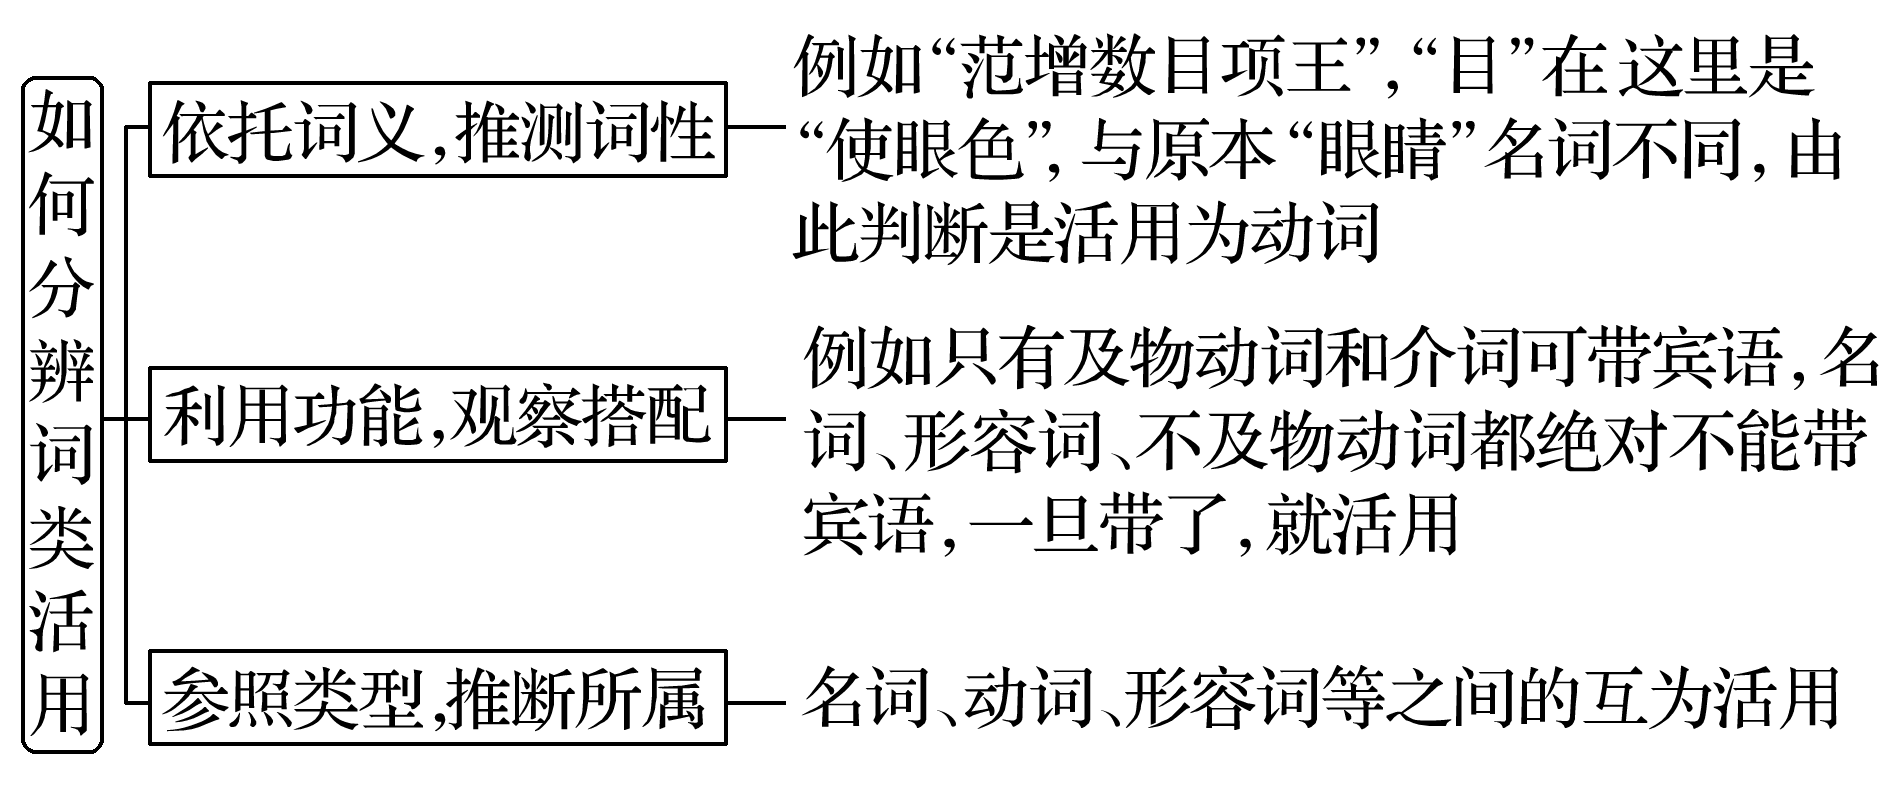 如何分辨词类活用
依托词义,推测词性
例如“范增数目项王”,“目”在这里是
“使眼色”,与原本“眼睛”名词不同,由
此判断是活用为动词
利用功能,观察搭配
例如只有及物动词和介词可带宾语,名
词、形容词、不及物动词都绝对不能带
宾语,一旦带了,就活用
参照类型,推断所属
名词、动词、形容词等之间的互为活用